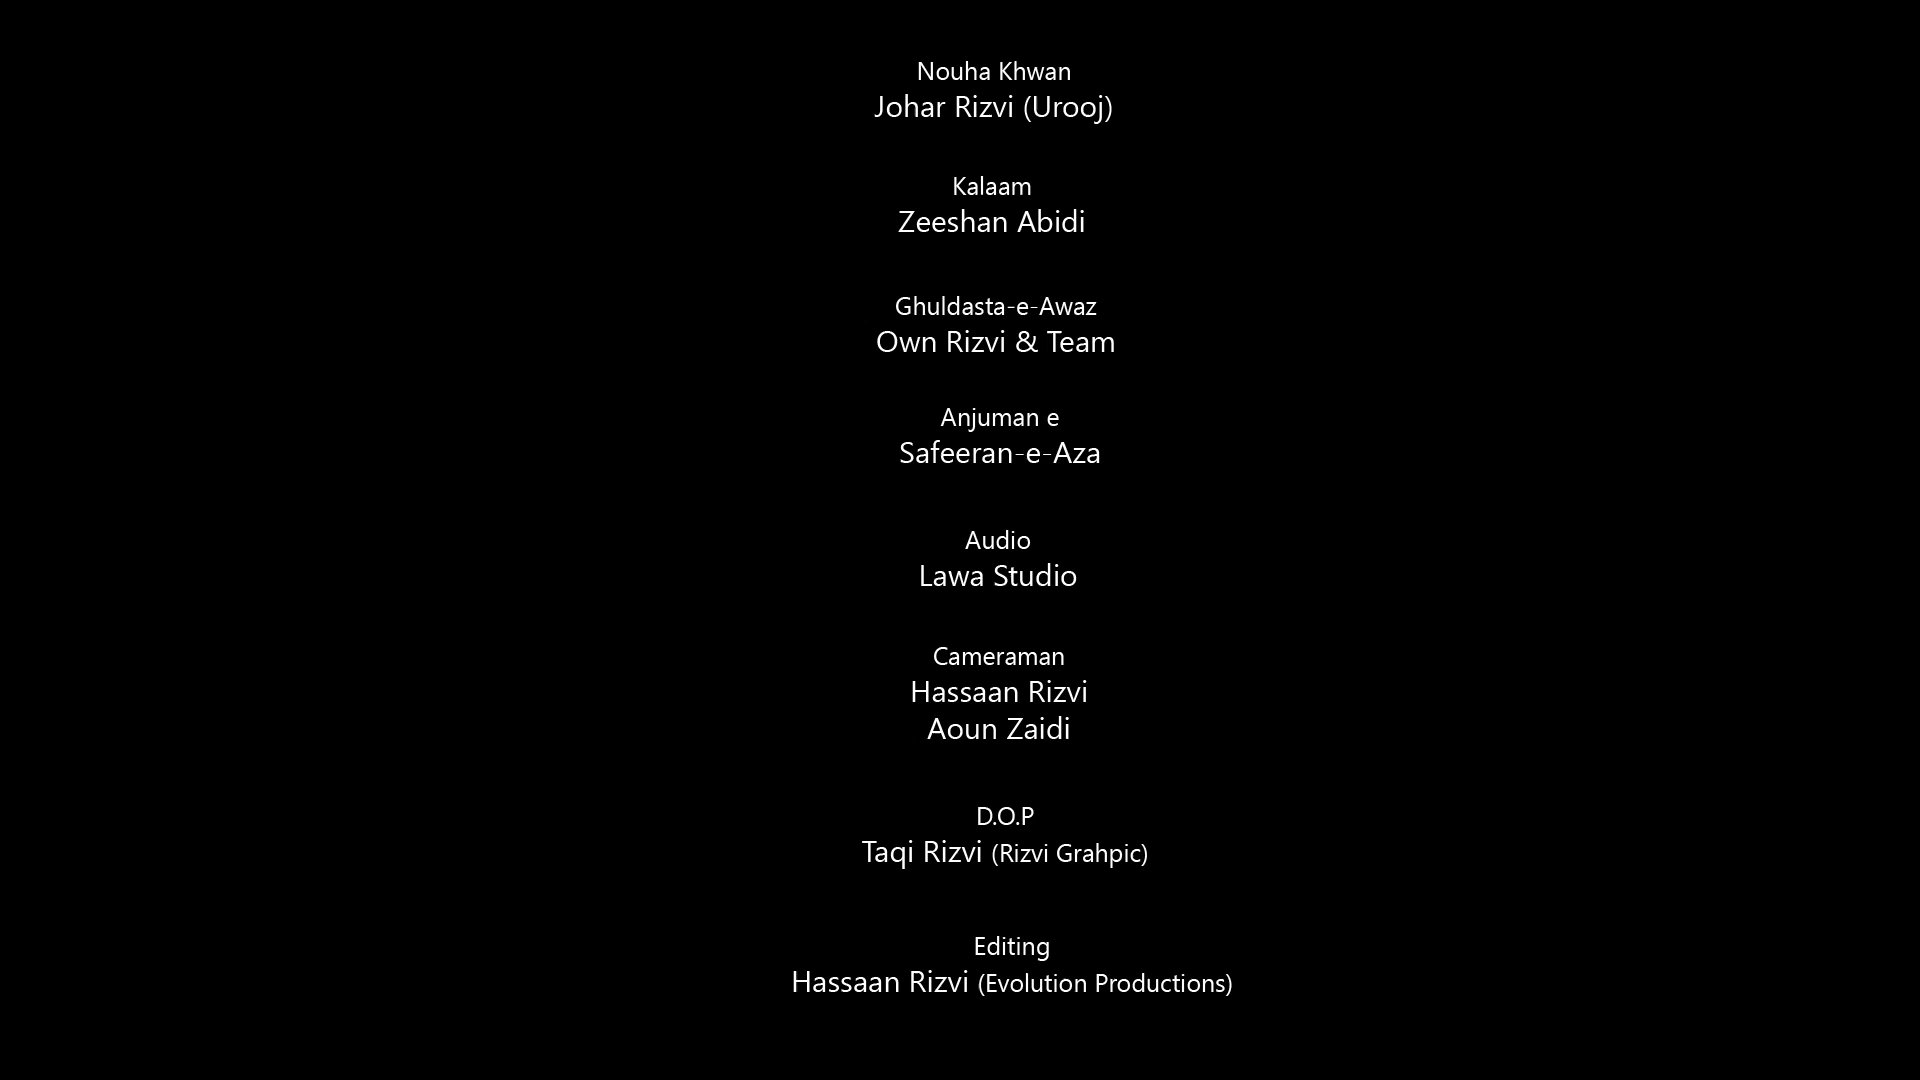 Nouha Khwan
Johar Rizvi (Urooj)
Kalaam
Zeeshan Abidi
Ghuldasta-e-Awaz
Own Rizvi & Team
Anjuman e
Safeeran-e-Aza
Audio
Lawa Studio
Cameraman
Hassaan Rizvi
Aoun Zaidi
D.O.P
Taqi Rizvi (Rizvi Grahpic)
Editing
Hassaan Rizvi (Evolution Productions)